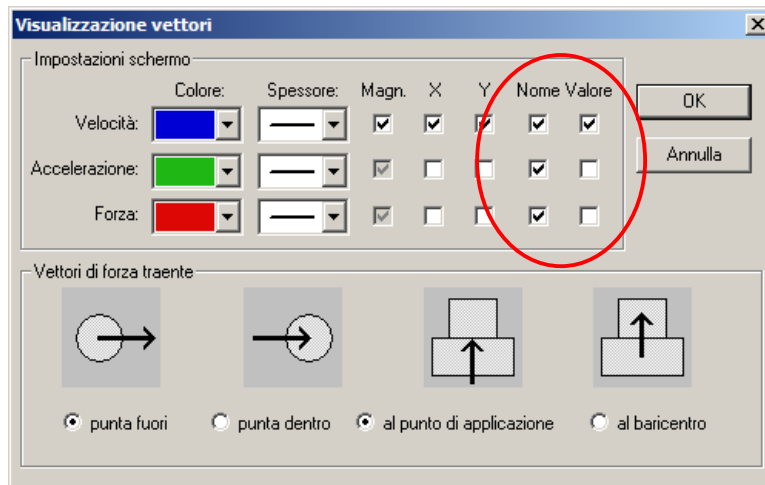 Visualizzazione vettori
Impostazioni schermo
Colore: Spessore: Magn. X Y Nome Valore
Velocità:
Accelerazione:
Forza:
OK
Annulla
Vettori di forza traente
punta fuori punta dentro al punto di applicazione al baricentro